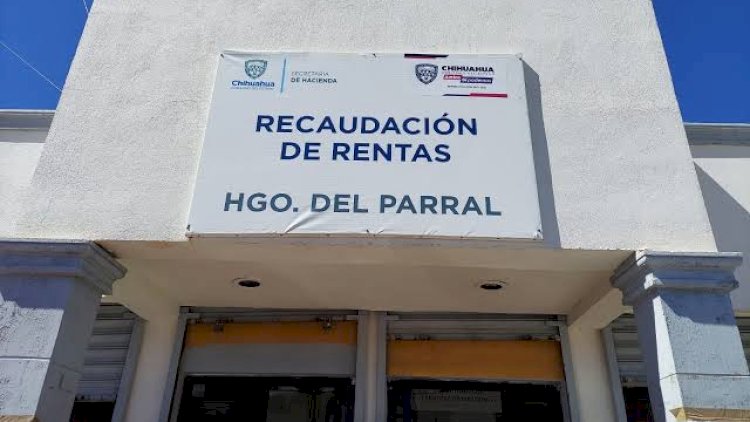 Chihuahua
SECRETARÍA
DE HACIENDA
CHIHUAHUA
RECAUDACIÓN
DE RENTAS
HGO. DEL PARRAL